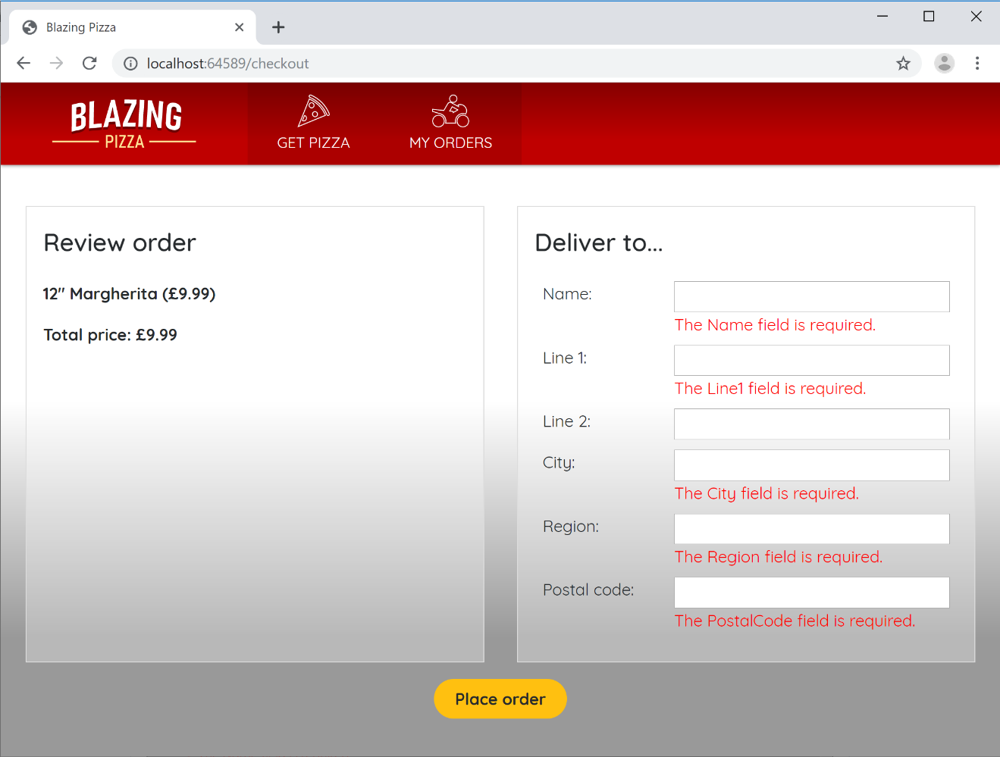 Blazing Pizza
localhost:64589/checkout
BLAZING
PIZZA
GET PIZZA
MY ORDERS
Review order
12" Margherita (£9.99)
Total price: £9.99
Deliver to...
Name:
The Name field is required.
Line 1:
The Line1 field is required.
Line 2:
City:
The City field is required.
Region:
The Region field is required.
Postal code:
The PostalCode field is required.
Place order